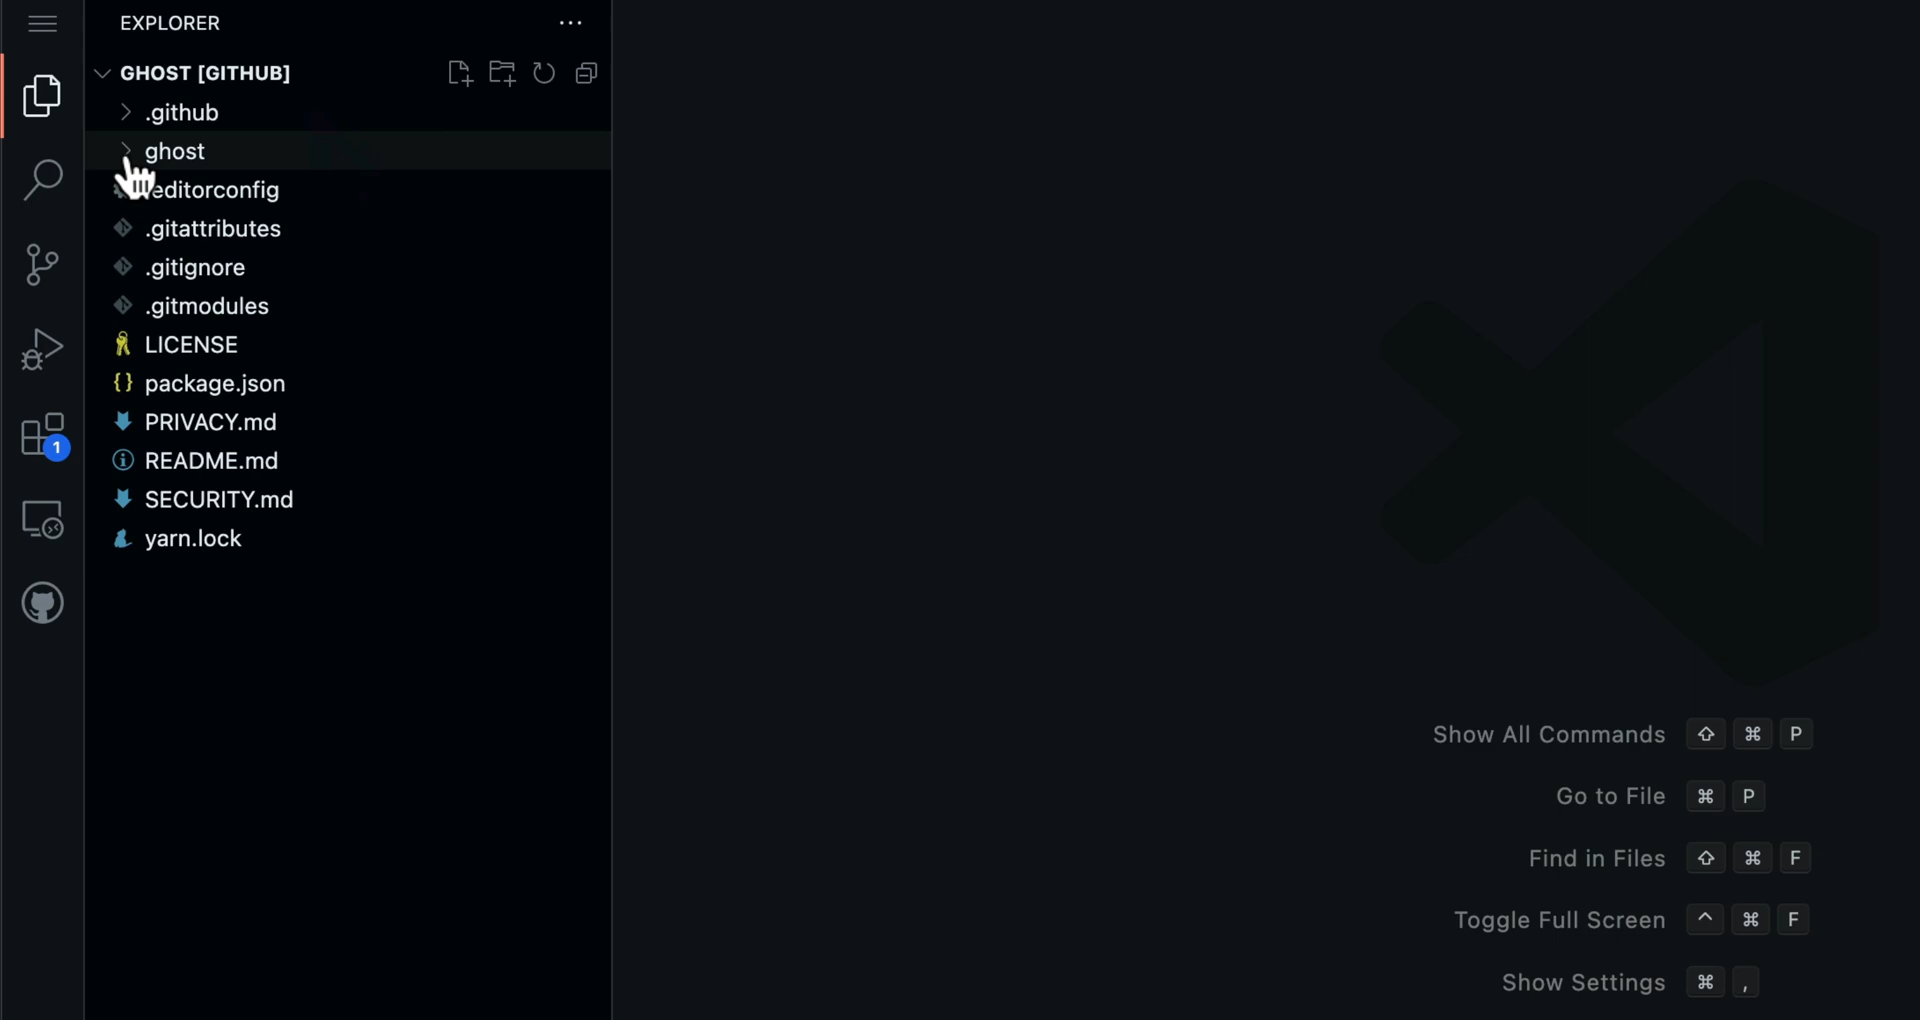 EXPLORER
GHOST [GITHUB]
.github
ghost
editorconfig
.gitattributes
.gitignore
.gitmodules
LICENSE
{} package.json
PRIVACY.md
README.md
SECURITY.md
yarn.lock
1
Show All Commands ⇧ ⌘ P
Go to File ⌘ P
Find in Files ⇧ ⌘ F
Toggle Full Screen ^ ⌘ F
Show Settings ⌘ ,